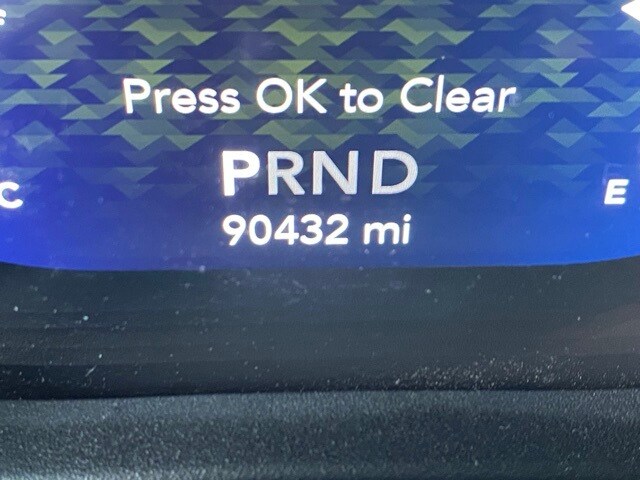 Press OK to Clear
PRND
C
E
90432 mi